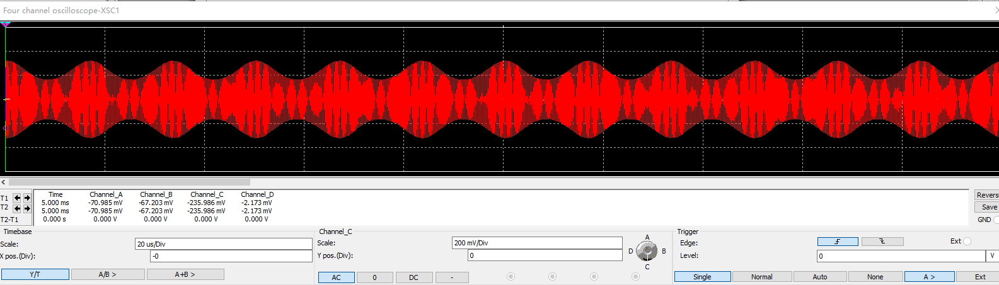 Four channel oscilloscope-XSC1
Time Channel_A Channel_B Channel_C Channel_D
T1 5.000 ms -70.985 mV -67.203 mV -235.986 mV -2.173 mV
T2 5.000 ms -70.985 mV -67.203 mV -235.986 mV -2.173 mV
T2-T1 0.000 s 0.000 V 0.000 V 0.000 V 0.000 V
Reverse
Save
GND
Timebase
Scale: 20 us/Div
X pos.(Div): -0
Y/T A/B > A+B >
Channel_C
Scale: 200 mV/Div
Y pos.(Div): 0
AC 0 DC -
A
D B
C
Trigger
Edge: Ext
Level: 0 V
Single Normal Auto None A > Ext